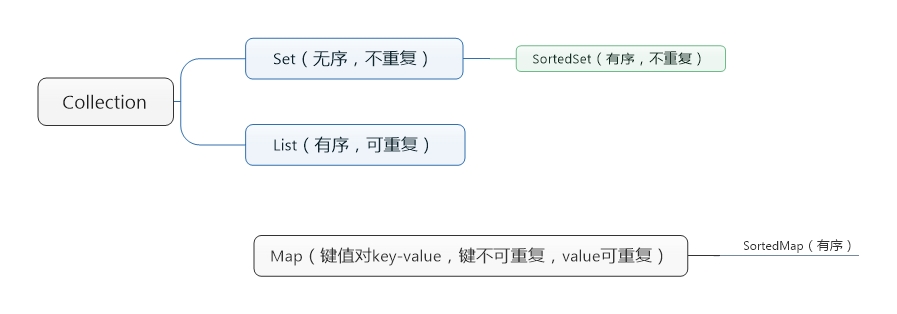 Set（无序，不重复）
SortedSet（有序，不重复）
Collection
List（有序，可重复）
Map（键值对key-value，键不可重复，value可重复）
SortedMap（有序）